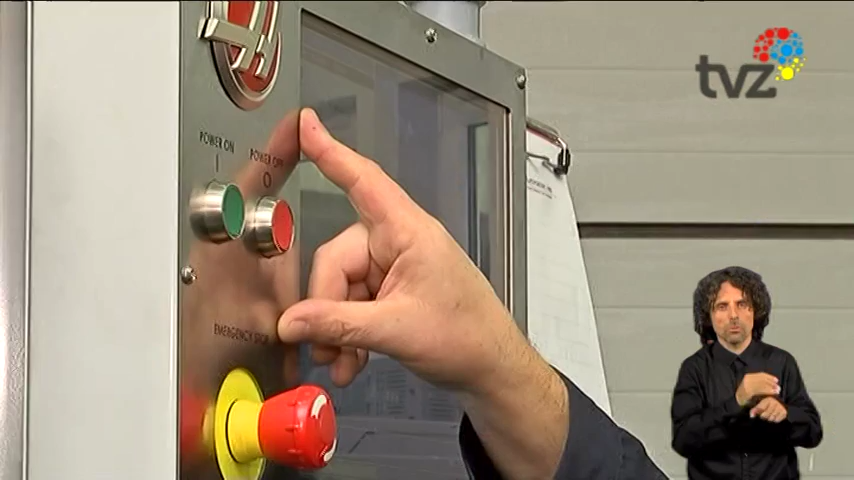 tvz
POWER ON
POWER OFF
I
O
EMERGENCY STOP